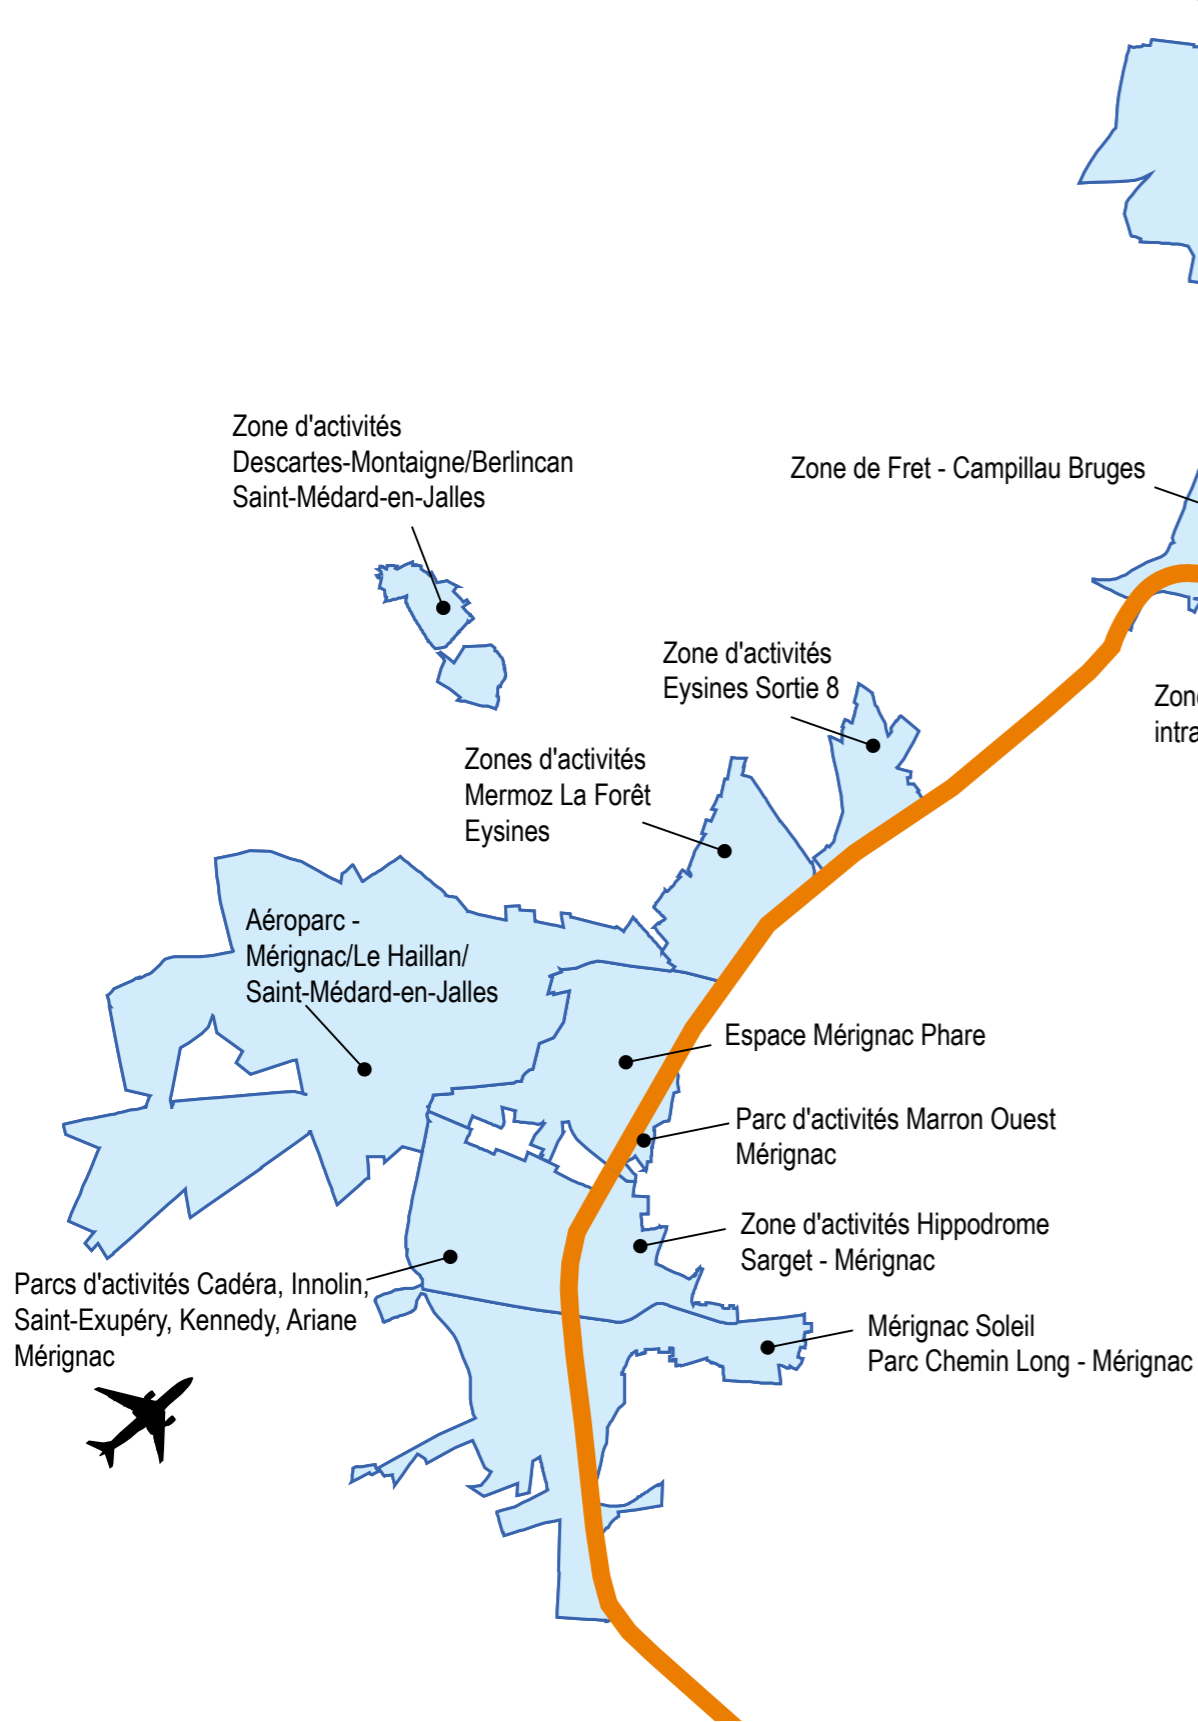 Zone d'activités
Descartes-Montaigne/Berlincan
Saint-Médard-en-Jalles
Zone de Fret - Campillau Bruges
Zone d'activités
Eysines Sortie 8
Zones d'activités
Mermoz La Forêt
Eysines
Aéroparc -
Mérignac/Le Haillan/
Saint-Médard-en-Jalles
Espace Mérignac Phare
Parc d'activités Marron Ouest
Mérignac
Zone d'activités Hippodrome
Sarget - Mérignac
Parcs d'activités Cadéra, Innolin,
Saint-Exupéry, Kennedy, Ariane
Mérignac
Mérignac Soleil
Parc Chemin Long - Mérignac